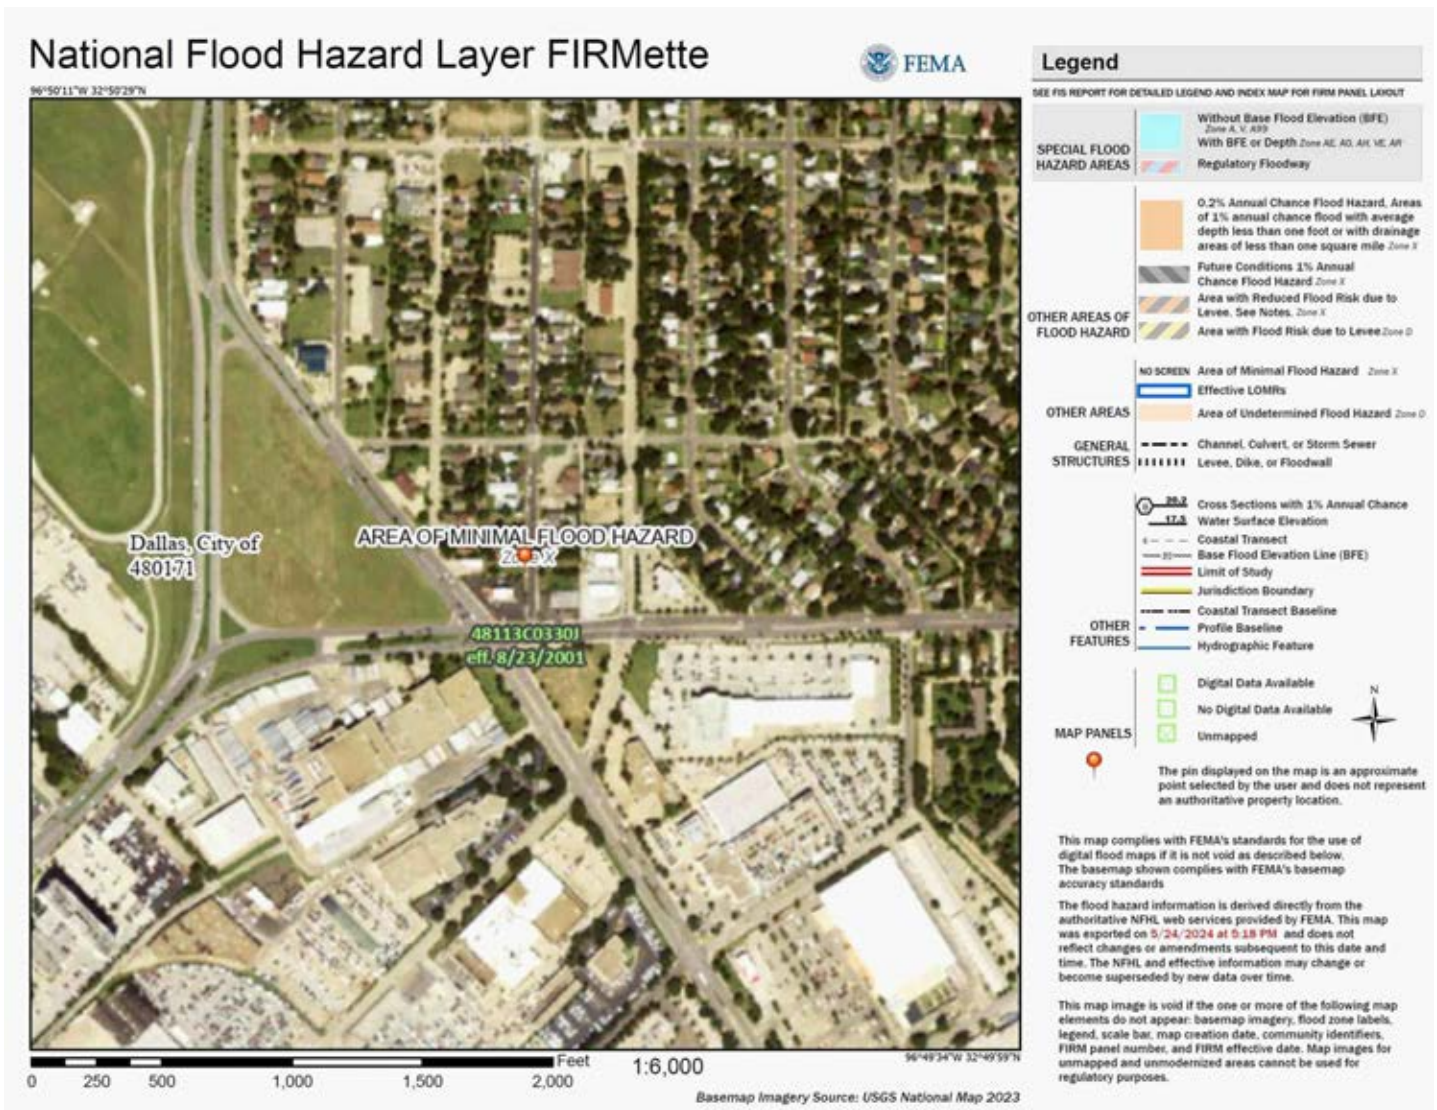 National Flood Hazard Layer FIRMette
FEMA
96°50'11"W 32°50'29"N
AREA OF MINIMAL FLOOD HAZARD
Zone X
Dallas, City of
480171
48113C0330J
eff. 8/23/2001
96°49'34"W 32°49'59"N
0 250 500 1,000 1,500 2,000
Feet
1:6,000
Basemap Imagery Source: USGS National Map 2023
Legend
SEE FIS REPORT FOR DETAILED LEGEND AND INDEX MAP FOR FIRM PANEL LAYOUT
SPECIAL FLOOD
HAZARD AREAS
Without Base Flood Elevation (BFE)
Zone A, V, A99
With BFE or Depth Zone AE, AO, AH, VE, AR
Regulatory Floodway
0.2% Annual Chance Flood Hazard, Areas
of 1% annual chance flood with average
depth less than one foot or with drainage
areas of less than one square mile Zone X
Future Conditions 1% Annual
Chance Flood Hazard Zone X
Area with Reduced Flood Risk due to
Levee. See Notes. Zone X
Area with Flood Risk due to Levee Zone D
OTHER AREAS OF
FLOOD HAZARD
NO SCREEN Area of Minimal Flood Hazard Zone X
Effective LOMRs
OTHER AREAS
Area of Undetermined Flood Hazard Zone D
GENERAL
STRUCTURES
Channel, Culvert, or Storm Sewer
Levee, Dike, or Floodwall
20.2
Cross Sections with 1% Annual Chance
17.5
Water Surface Elevation
Coastal Transect
Base Flood Elevation Line (BFE)
Limit of Study
Jurisdiction Boundary
Coastal Transect Baseline
OTHER
FEATURES
Profile Baseline
Hydrographic Feature
Digital Data Available
No Digital Data Available
Unmapped
MAP PANELS
N
The pin displayed on the map is an approximate
point selected by the user and does not represent
an authoritative property location.
This map complies with FEMA's standards for the use of
digital flood maps if it is not void as described below.
The basemap shown complies with FEMA's basemap
accuracy standards
The flood hazard information is derived directly from the
authoritative NFHL web services provided by FEMA. This map
was exported on 5/24/2024 at 5:18 PM and does not
reflect changes or amendments subsequent to this date and
time. The NFHL and effective information may change or
become superseded by new data over time.
This map image is void if the one or more of the following map
elements do not appear: basemap imagery, flood zone labels,
legend, scale bar, map creation date, community identifiers,
FIRM panel number, and FIRM effective date. Map images for
unmapped and unmodernized areas cannot be used for
regulatory purposes.